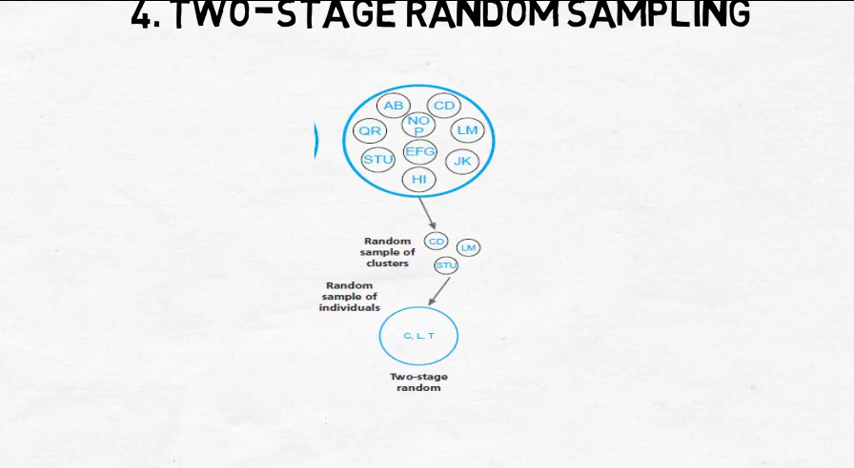 4. TWO-STAGE RANDOM SAMPLING
AB
CD
QR
NO
P
LM
STU
EFG
JK
HI
Random
sample of
clusters
CD
LM
STU
Random
sample of
individuals
C, L, T
Two-stage
random